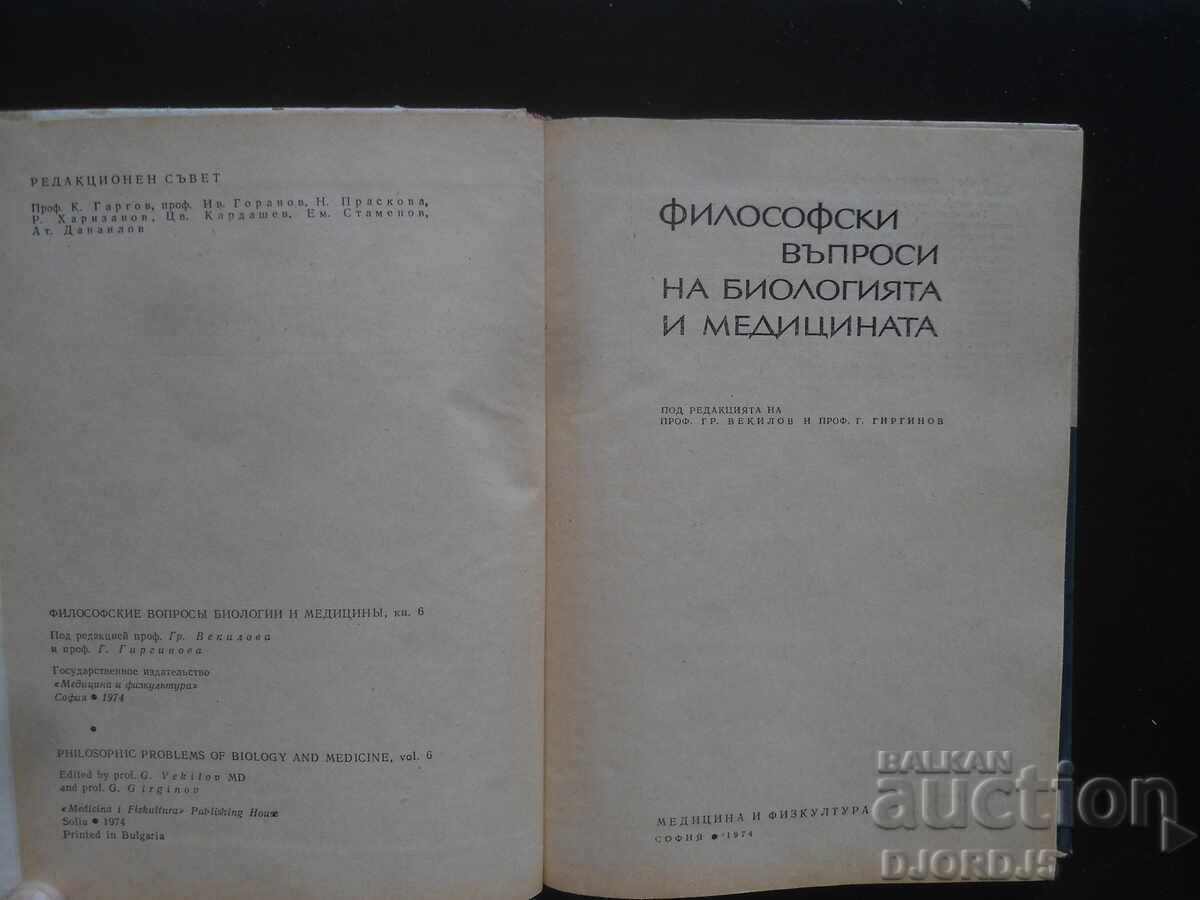 РЕДАКЦИОНЕН СЪВЕТ
Проф. К. Гаргов, проф. Ив. Горанов, Н. Праскова,
Р. Харизанов, Цв. Кардашев, Ем. Стаменов,
Ат. Данаилов
ФИЛОСОФСКИЕ ВОПРОСЫ БИОЛОГИИ И МЕДИЦИНЫ, кн. 6
Под редакцией проф. Гр. Векилова
и проф. Г. Гиргинова
Государственное издательство
«Медицина и физкультура»
София • 1974
•
PHILOSOPHIC PROBLEMS OF BIOLOGY AND MEDICINE, vol. 6
Edited by prof. G. Vekilov MD
and prof. G. Girginov
«Medicina i Fizkultura» Publishing House
Sofia • 1974
Printed in Bulgaria
ФИЛОСОФСКИ
ВЪПРОСИ
НА БИОЛОГИЯТА
И МЕДИЦИНАТА
ПОД РЕДАКЦИЯТА НА
ПРОФ. ГР. ВЕКИЛОВ И ПРОФ. Г. ГИРГИНОВ
МЕДИЦИНА И ФИЗКУЛТУРА
СОФИЯ • 1974
BALKAN
auction
DJORDJ5